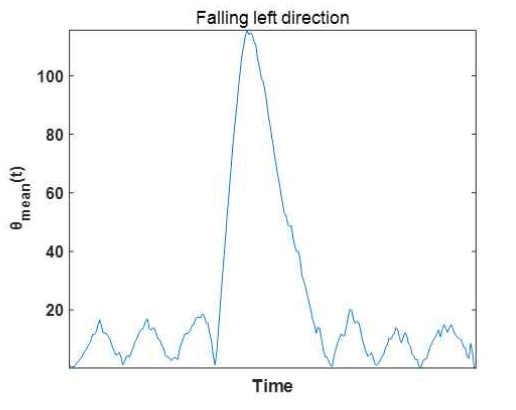 Falling left direction
100
80
60
40
20
θmean(t)
Time